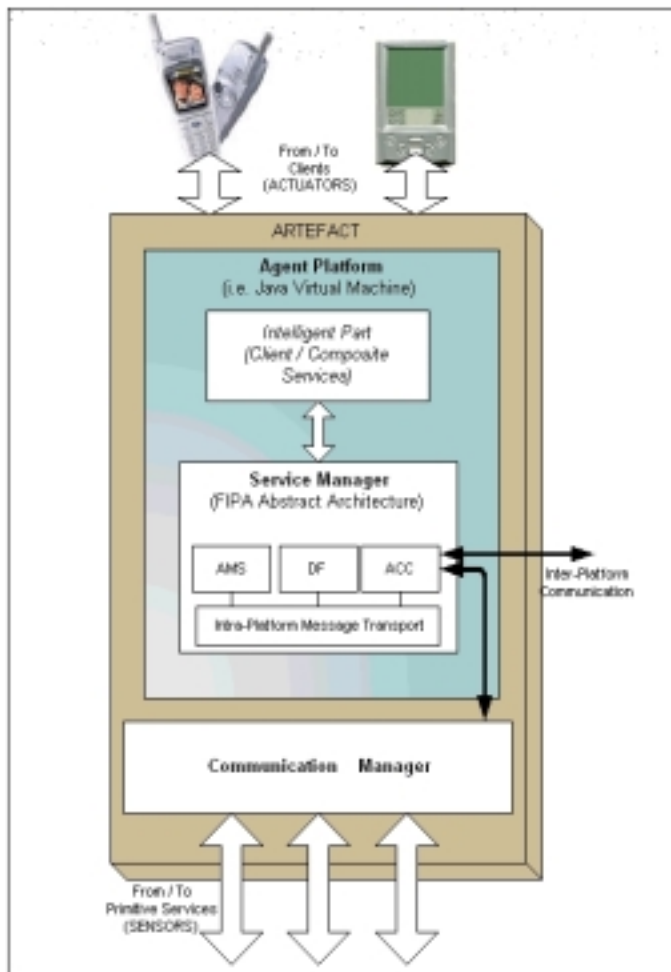 From / To
Clients
(ACTUATORS)
ARTEFACT
Agent Platform
(i.e. Java Virtual Machine)
Intelligent Part
(Client / Composite
Services)
Service Manager
(FIPA Abstract Architecture)
AMS
DF
ACC
Inter-Platform
Communication
Intra-Platform Message Transport
Communication Manager
From / To
Primitive Services
(SENSORS)